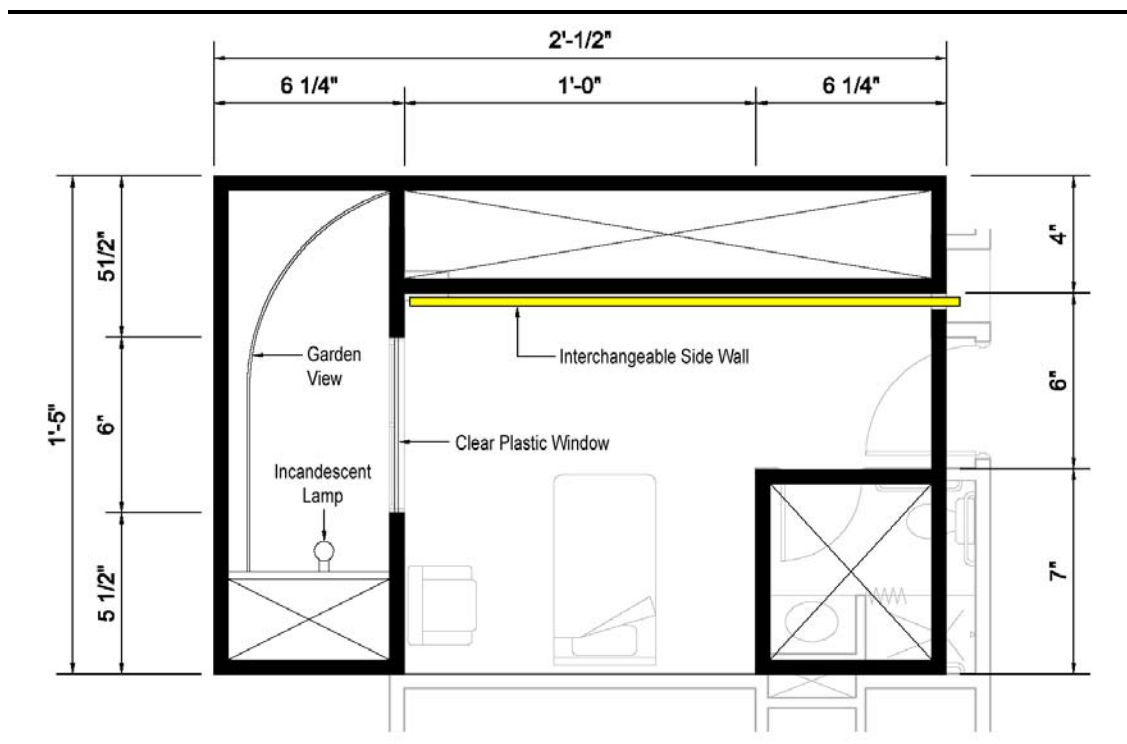 2'-1/2"
6 1/4"
1'-0"
6 1/4"
51/2"
4"
Garden
View
Interchangeable Side Wall
1'-5"
6"
6"
Clear Plastic Window
Incandescent
Lamp
5 1/2"
7"